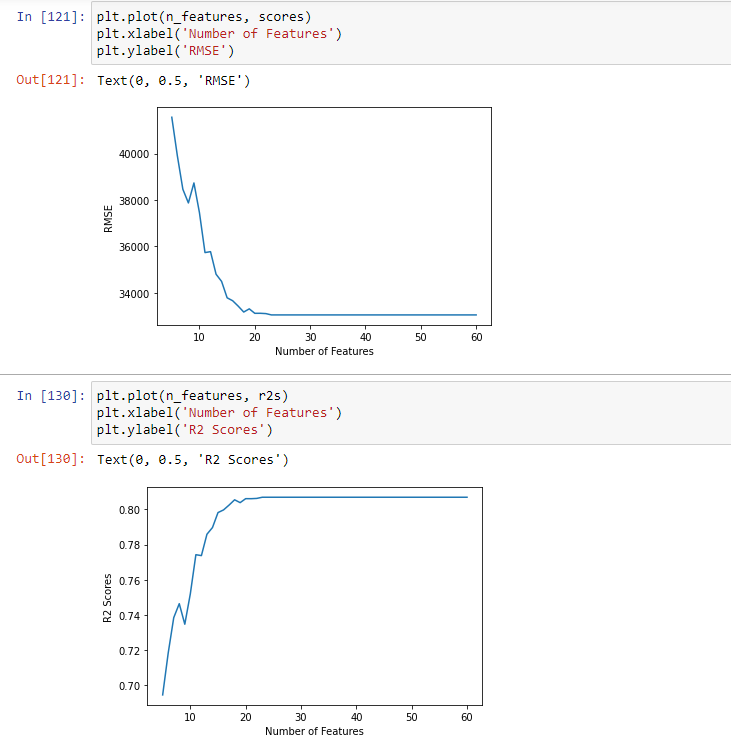 In [121]: plt.plot(n_features, scores)
plt.xlabel('Number of Features')
plt.ylabel('RMSE')
Out[121]: Text(0, 0.5, 'RMSE')
40000
38000
36000
34000
RMSE
10 20 30 40 50 60
Number of Features
In [130]: plt.plot(n_features, r2s)
plt.xlabel('Number of Features')
plt.ylabel('R2 Scores')
Out[130]: Text(0, 0.5, 'R2 Scores')
0.80
0.78
0.76
0.74
0.72
0.70
R2 Scores
10 20 30 40 50 60
Number of Features